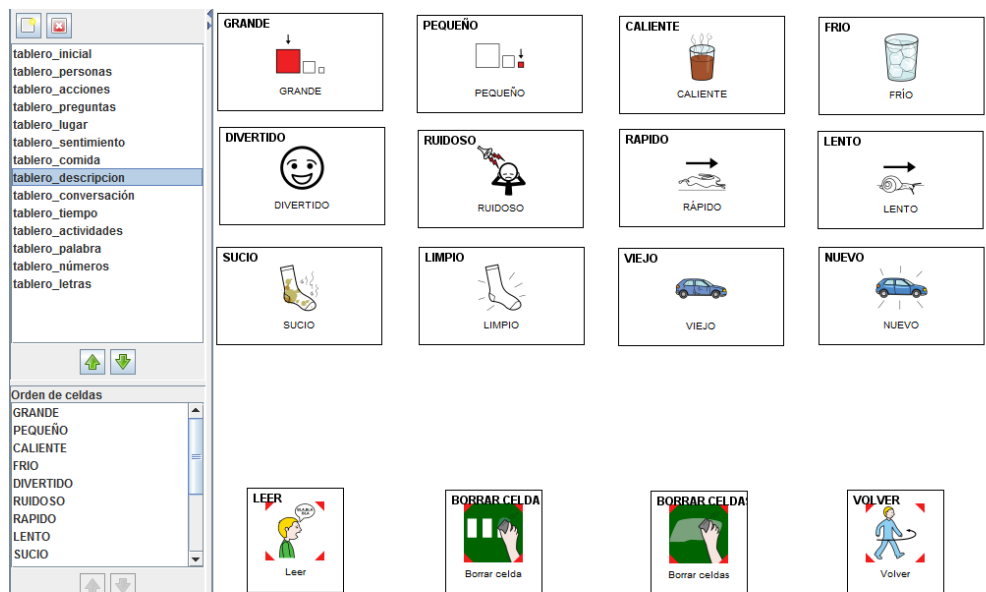 tablero_inicial
tablero_personas
tablero_acciones
tablero_preguntas
tablero_lugar
tablero_sentimiento
tablero_comida
tablero_descripcion
tablero_conversación
tablero_tiempo
tablero_actividades
tablero_palabra
tablero_números
tablero_letras
Orden de celdas
GRANDE
PEQUEÑO
CALIENTE
FRIO
DIVERTIDO
RUIDOSO
RAPIDO
LENTO
SUCIO
GRANDE
GRANDE
PEQUEÑO
PEQUEÑO
CALIENTE
CALIENTE
FRIO
FRÍO
DIVERTIDO
DIVERTIDO
RUIDOSO
RUIDOSO
RAPIDO
RÁPIDO
LENTO
LENTO
SUCIO
SUCIO
LIMPIO
LIMPIO
VIEJO
VIEJO
NUEVO
NUEVO
LEER
Leer
BORRAR CELDA
Borrar celda
BORRAR CELDAS
Borrar celdas
VOLVER
Volver